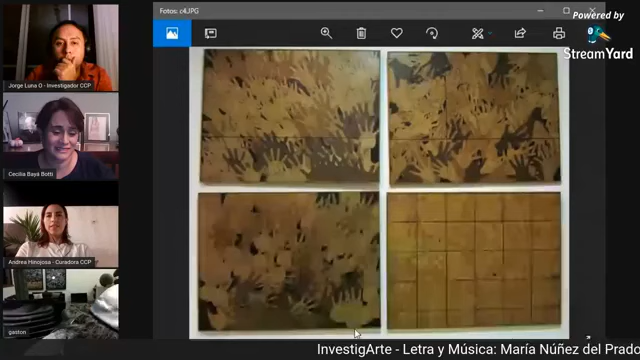 Fotos: c4.JPG
Powered by
StreamYard
Jorge Luna O - Investigador CCP
Cecilia Bayá Botti
Andrea Hinojosa - Curadora CCP
gaston
InvestigArte - Letra y Música: María Núñez del Prado